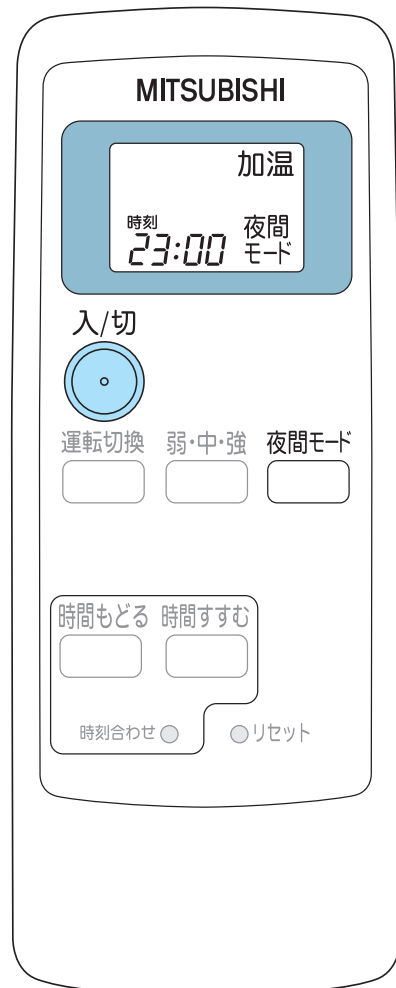 MITSUBISHI
加温
時刻 夜間
23:00 モード
入/切
運転切換 弱・中・強 夜間モード
時間もどる 時間すすむ
時刻合わせ リセット